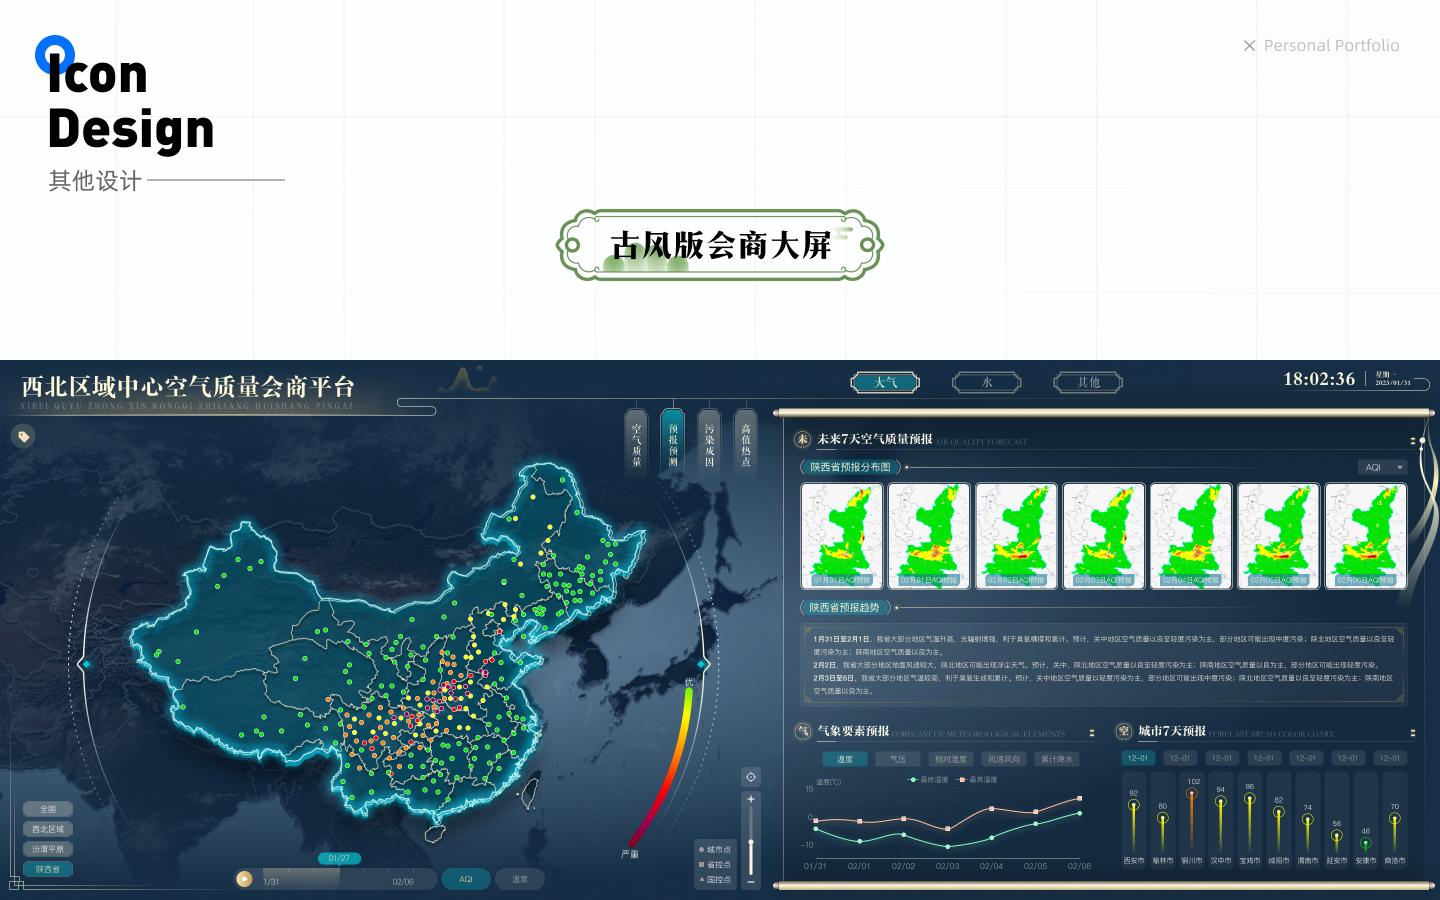 Icon
Design
其他设计
Personal Portfolio
古风版会商大屏
西北区域中心空气质量会商平台
XIBEI QUYU ZHONG XIN KONGQI ZHILIANG HUISHANG PINGAI
大气
水
其他
18:02:36
星期一
2023/01/31
空气质量
预报预测
污染成因
高值热点
优
严重
全国
西北区域
汾渭平原
陕西省
01/27
1/31
02/06
AQI
温度
城市点
省控点
国控点
未 未来7天空气质量预报 AIR QUALITY FORECAST
陕西省预报分布图
AQI
01月31日AQI预报
02月01日AQI预报
02月02日AQI预报
02月03日AQI预报
02月04日AQI预报
02月05日AQI预报
02月06日AQI预报
陕西省预报趋势
1月31日至2月1日，我省大部分地区气温升高，光辐射增强，利于臭氧横撑和累计。预计，关中地区空气质量以良至轻度污染为主，部分地区可能出现中度污染；陕北地区空气质量以良至轻
度污染为主；陕南地区空气质量以良为主。
2月2日，我省大部分地区地面风速较大，陕北地区可能出现浮尘天气。预计，关中、陕北地区空气质量以良至轻度污染为主；陕南地区空气质量以良为主，部分地区可能出现轻度污染。
2月3日至6日，我省大部分地区气温较高，利于臭氧生成和累计。预计，关中地区空气质量以轻度污染为主，部分地区可能出现中度污染；陕北地区空气质量以良至轻度污染为主；陕南地区
空气质量以良为主。
气 气象要素预报 FORECAST OF METEOROLOGICAL ELEMENTS
温度
气压
相对湿度
风速风向
累计降水
温度(℃)
最低温度
最高温度
15
0
-10
01/31 02/01 02/02 02/03 02/04 02/05 02/06
空 城市7天预报 FORECAST BRUSH COLOR CHART
12-01 12-01 12-01 12-01 12-01 12-01 12-01
92 80 102 94 96 82 74 56 46 70
西安市 榆林市 铜川市 汉中市 宝鸡市 咸阳市 渭南市 延安市 安康市 商洛市